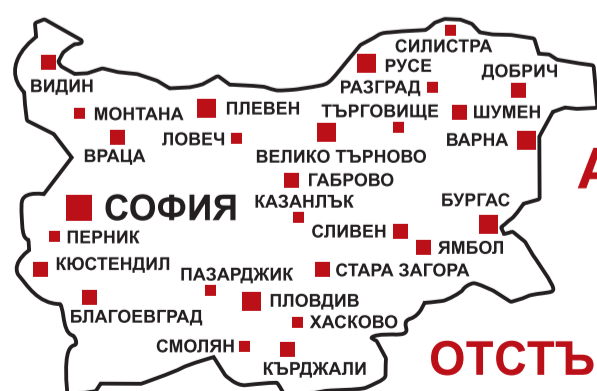 СИЛИСТРА
РУСЕ
ДОБРИЧ
ВИДИН
РАЗГРАД
МОНТАНА
ПЛЕВЕН
ТЪРГОВИЩЕ
ШУМЕН
ВРАЦА
ЛОВЕЧ
ВЕЛИКО ТЪРНОВО
ВАРНА
ГАБРОВО
КАЗАНЛЪК
БУРГАС
СОФИЯ
СЛИВЕН
ПЕРНИК
ЯМБОЛ
КЮСТЕНДИЛ
ПАЗАРДЖИК
СТАРА ЗАГОРА
БЛАГОЕВГРАД
ПЛОВДИВ
ХАСКОВО
СМОЛЯН
КЪРДЖАЛИ
ОТСТЪ